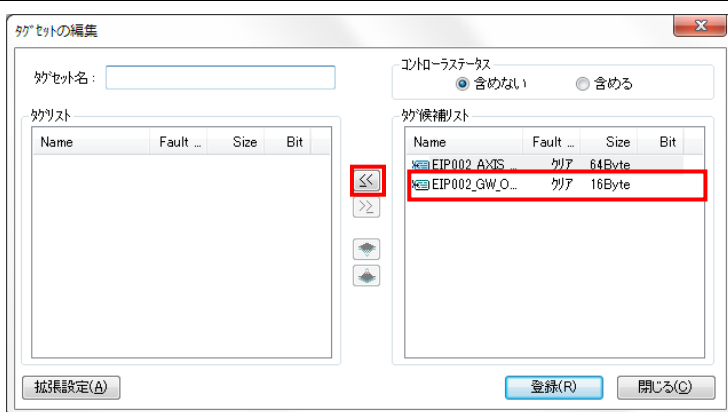 ﾀｸﾞｾｯﾄの編集
ﾀｸﾞｾｯﾄ名：
ｺﾝﾄﾛｰﾗｽﾃｰﾀｽ
含めない
含める
ﾀｸﾞﾘｽﾄ
Name Fault ... Size Bit
ﾀｸﾞ候補ﾘｽﾄ
Name Fault ... Size Bit
EIP002_AXIS_... ｸﾘｱ 64Byte
EIP002_GW_O... ｸﾘｱ 16Byte
<<
>>
拡張設定(A)
登録(R)
閉じる(C)